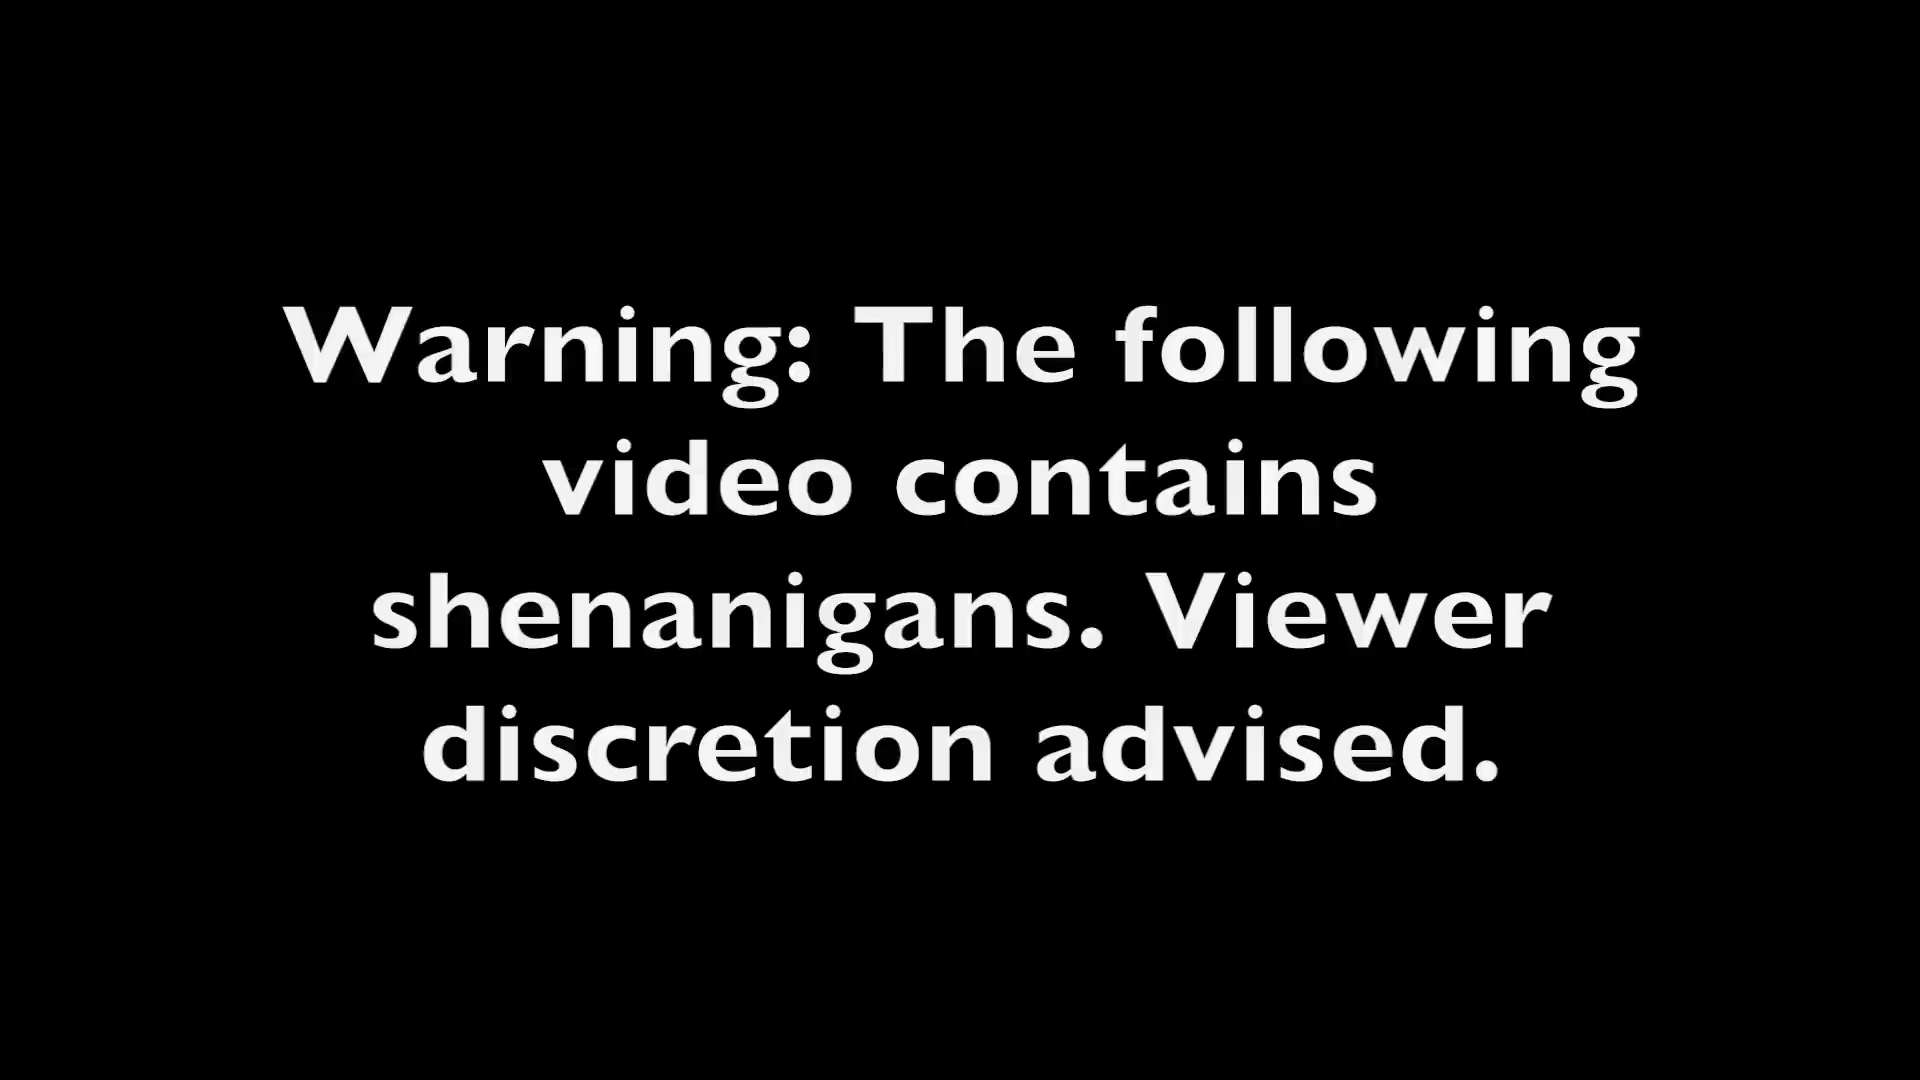 Warning: The following
video contains
shenanigans. Viewer
discretion advised.